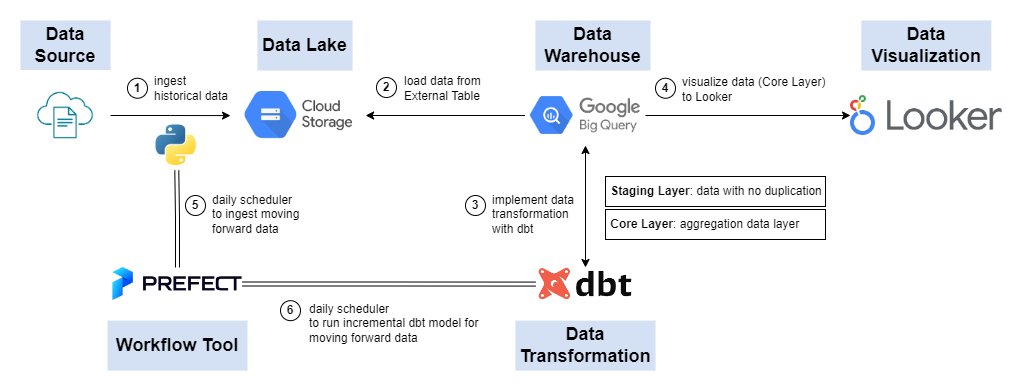 Data
Source
Data Lake
Data
Warehouse
Data
Visualization
1
ingest
historical data
2
load data from
External Table
4
visualize data (Core Layer)
to Looker
Cloud
Storage
Google
Big Query
Looker
5
daily scheduler
to ingest moving
forward data
3
implement data
transformation
with dbt
Staging Layer: data with no duplication
Core Layer: aggregation data layer
PREFECT
dbt
6
daily scheduler
to run incremental dbt model for
moving forward data
Workflow Tool
Data
Transformation